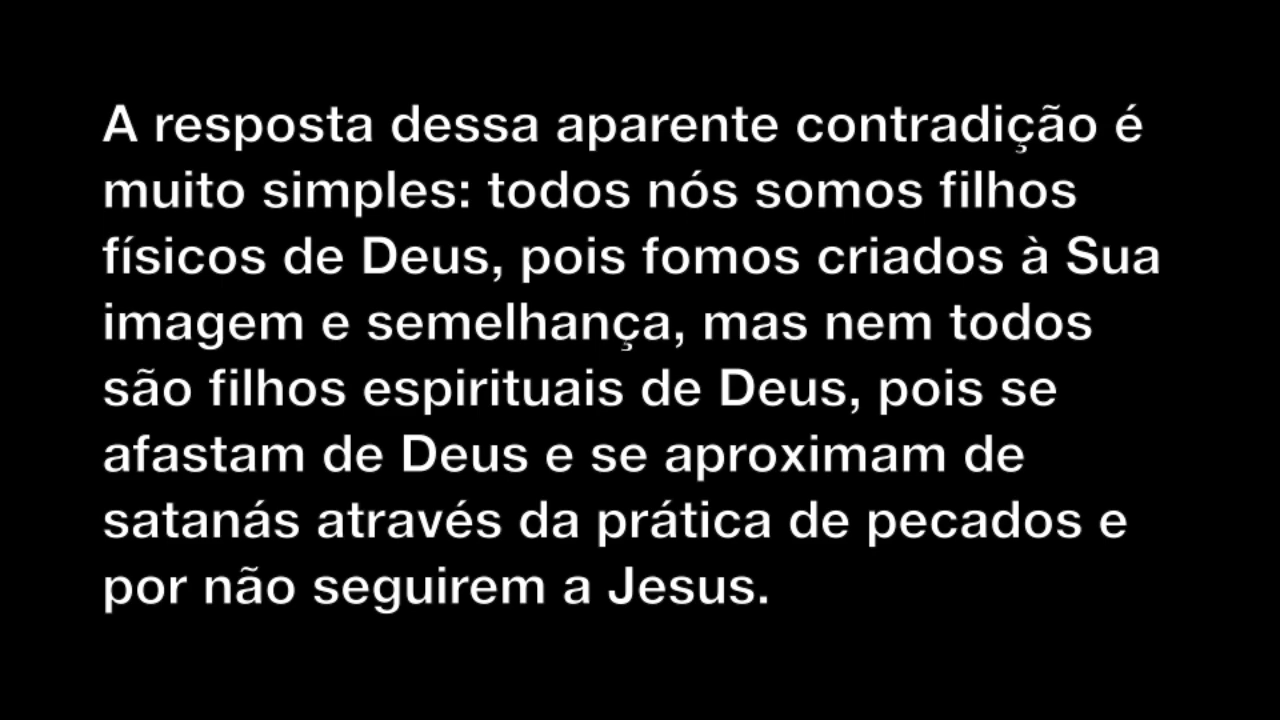 A resposta dessa aparente contradição é
muito simples: todos nós somos filhos
físicos de Deus, pois fomos criados à Sua
imagem e semelhança, mas nem todos
são filhos espirituais de Deus, pois se
afastam de Deus e se aproximam de
satanás através da prática de pecados e
por não seguirem a Jesus.